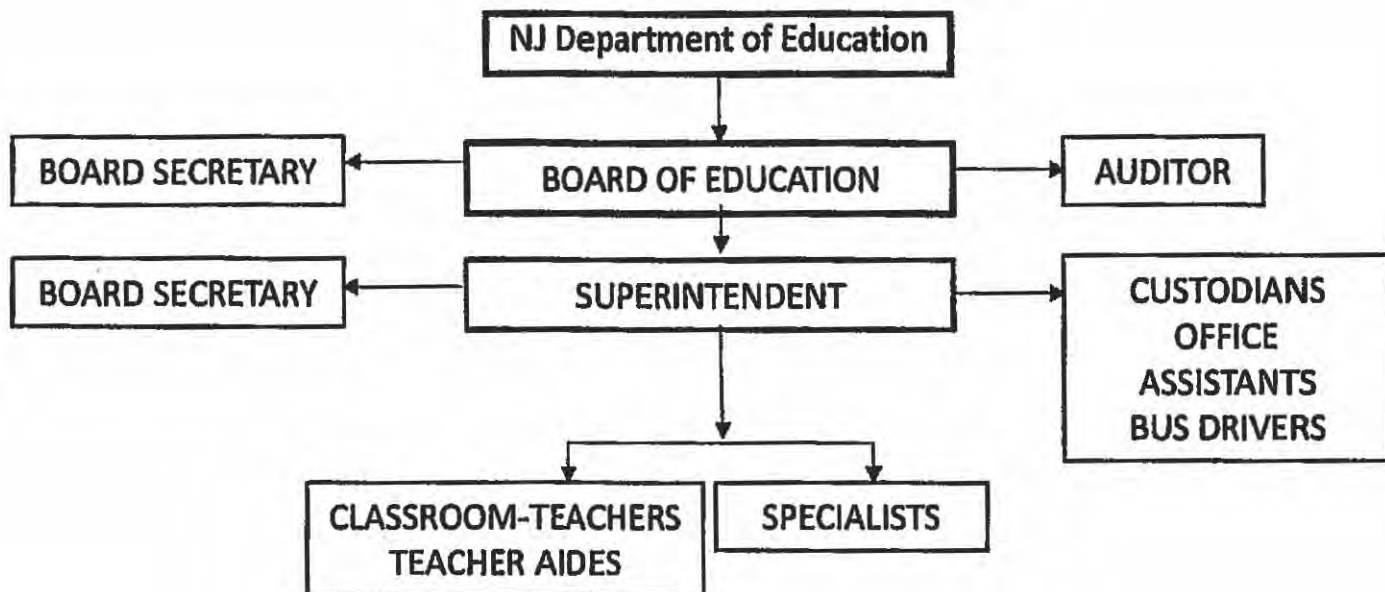 NJ Department of Education
BOARD SECRETARY
BOARD OF EDUCATION
AUDITOR
BOARD SECRETARY
SUPERINTENDENT
CUSTODIANS
OFFICE
ASSISTANTS
BUS DRIVERS
CLASSROOM-TEACHERS
TEACHER AIDES
SPECIALISTS